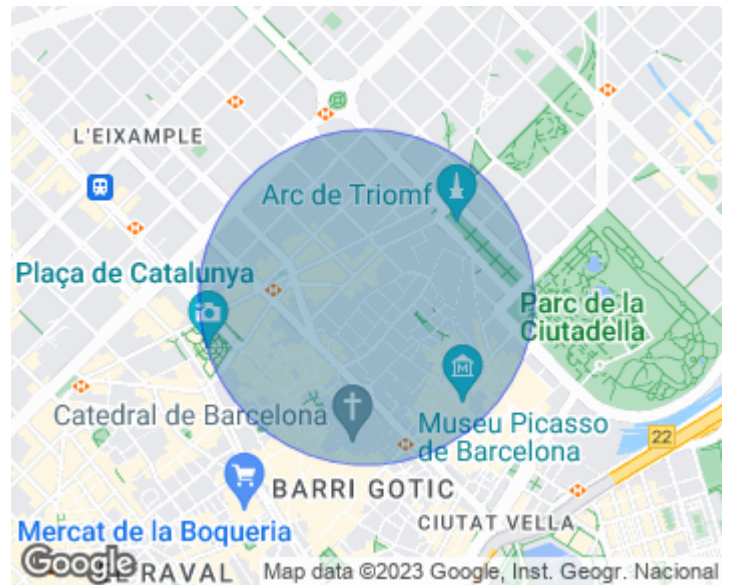 L'EIXAMPLE
Arc de Triomf
Plaça de Catalunya
Parc de la
Ciutadella
Catedral de Barcelona
Museu Picasso
de Barcelona
22
BARRI GOTIC
CIUTAT VELLA
Mercat de la Boqueria
Google
RAVAL
Map data ©2023 Google, Inst. Geogr. Nacional